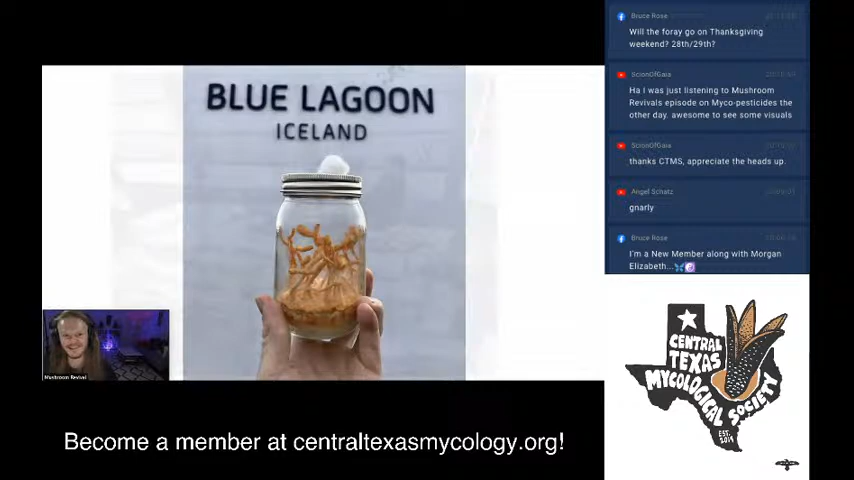 BLUE LAGOON
ICELAND
Mushroom Revival
Become a member at centraltexasmycology.org!
Bruce Rose
Will the foray go on Thanksgiving
weekend? 28th/29th?
ScionOfGaia
Ha I was just listening to Mushroom
Revivals episode on Myco-pesticides the
other day. awesome to see some visuals
ScionOfGaia
thanks CTMS, appreciate the heads up.
Angel Schatz
gnarly
Bruce Rose
I'm a New Member along with Morgan
Elizabeth...
CENTRAL
TEXAS
MYCOLOGICAL SOCIETY
EST.
2019